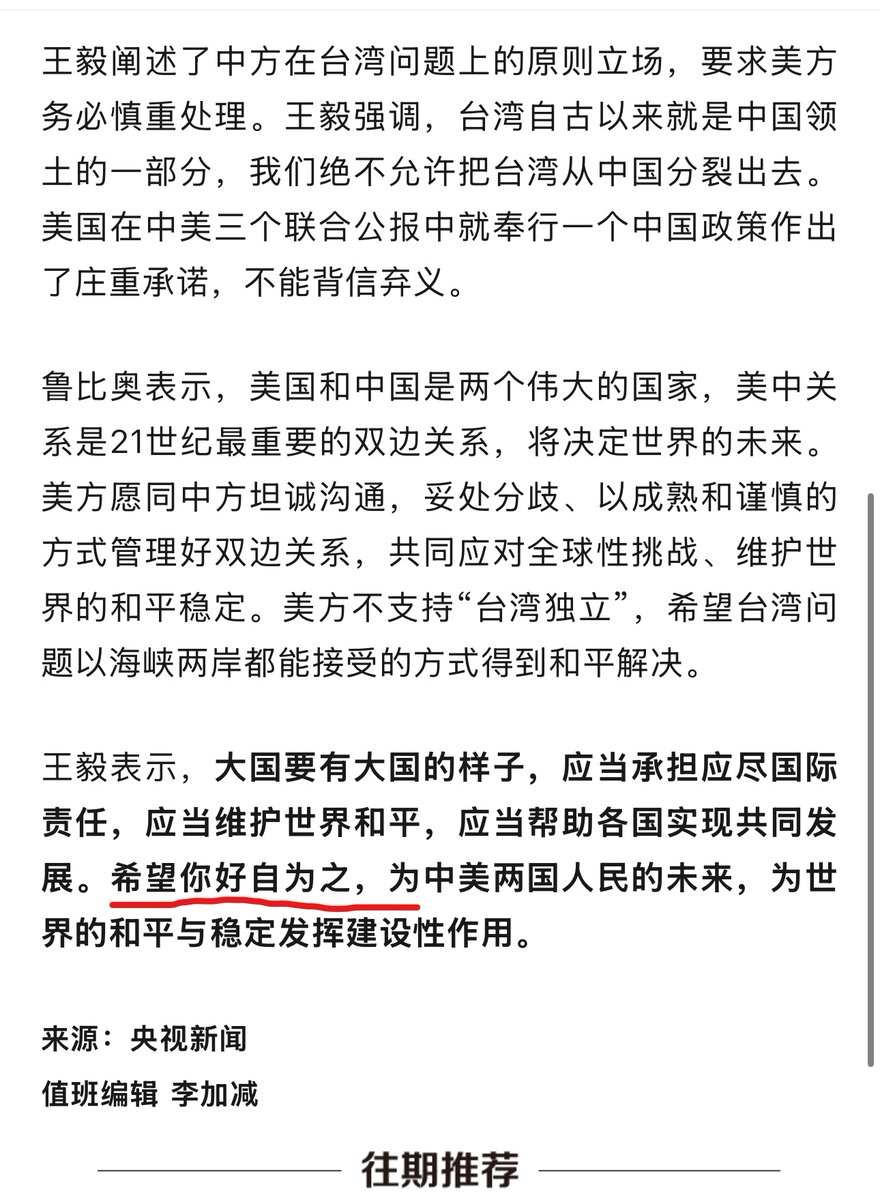 王毅阐述了中方在台湾问题上的原则立场，要求美方
务必慎重处理。王毅强调，台湾自古以来就是中国领
土的一部分，我们绝不允许把台湾从中国分裂出去。
美国在中美三个联合公报中就奉行一个中国政策作出
了庄重承诺，不能背信弃义。
鲁比奥表示，美国和中国是两个伟大的国家，美中关
系是21世纪最重要的双边关系，将决定世界的未来。
美方愿同中方坦诚沟通，妥处分歧、以成熟和谨慎的
方式管理好双边关系，共同应对全球性挑战、维护世
界的和平稳定。美方不支持“台湾独立”，希望台湾问
题以海峡两岸都能接受的方式得到和平解决。
王毅表示，大国要有大国的样子，应当承担应尽国际
责任，应当维护世界和平，应当帮助各国实现共同发
展。希望你好自为之，为中美两国人民的未来，为世
界的和平与稳定发挥建设性作用。
来源：央视新闻
值班编辑 李加减
往期推荐